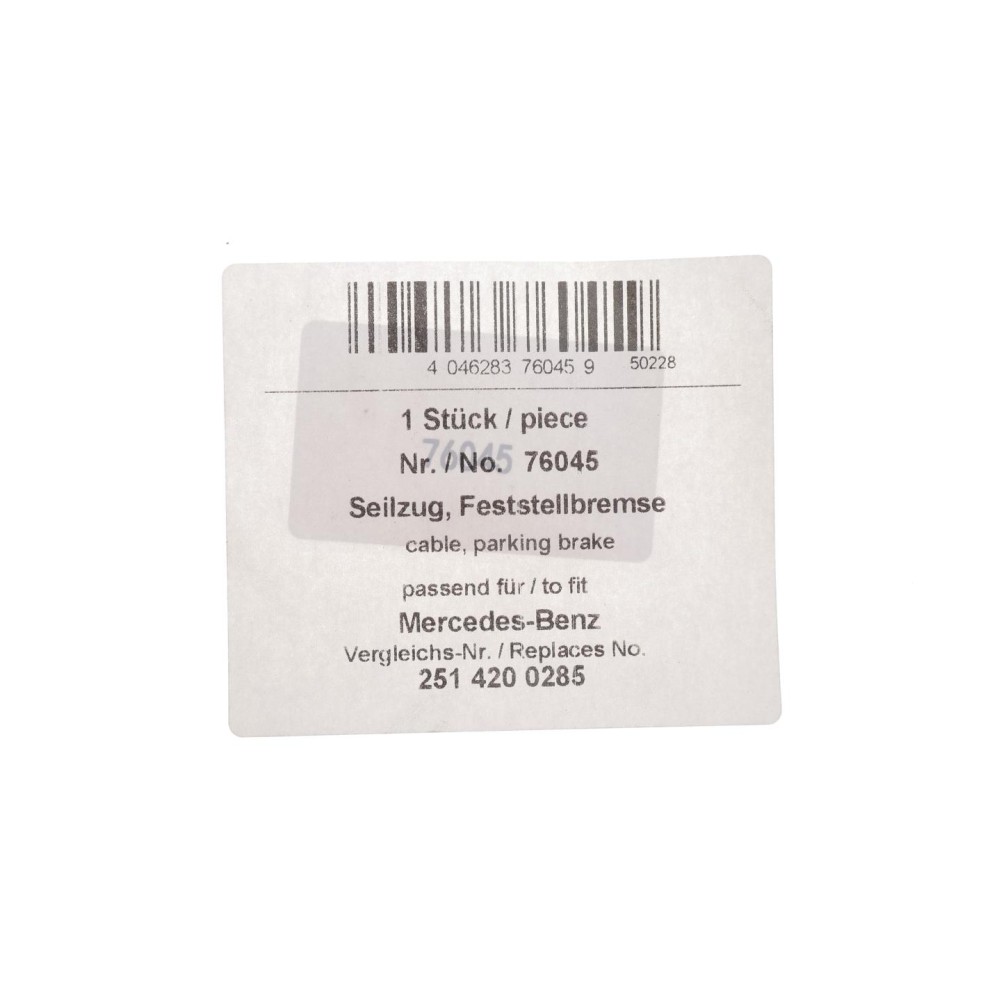 4 046283 76045 9 50228
1 Stück / piece
76045
Nr. / No. 76045
Seilzug, Feststellbremse
cable, parking brake
passend für / to fit
Mercedes-Benz
Vergleichs-Nr. / Replaces No.
251 420 0285